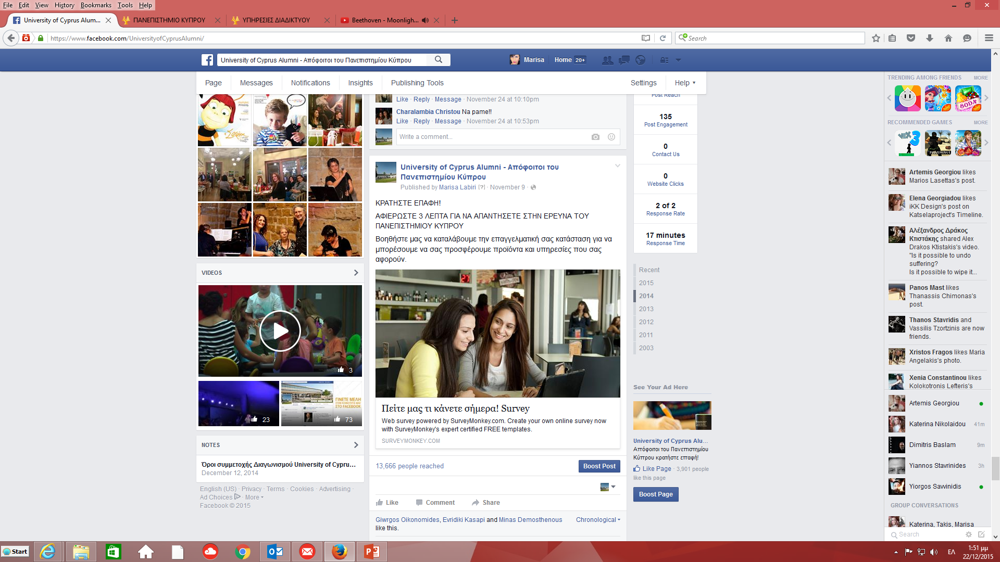 File Edit View History Bookmarks Tools Help
University of Cyprus Alum...
ΠΑΝΕΠΙΣΤΗΜΙΟ ΚΥΠΡΟΥ
ΥΠΗΡΕΣΙΕΣ ΔΙΑΔΙΚΤΥΟΥ
Beethoven - Moonligh...
https://www.facebook.com/UniversityofCyprusAlumni/
Search
University of Cyprus Alumni - Απόφοιτοι του Πανεπιστημίου Κύπρου
Marisa
Home 20+
Page Messages Notifications Insights Publishing Tools Settings Help
VIDEOS
3
23
ΓΙΝΕΤΕ ΜΕΛΗ
ΣΤΗΝ ΚΟΙΝΟΤΗΤΑ ΜΑΣ
ΣΤΟ FACEBOOK
73
NOTES
Όροι συμμετοχής Διαγωνισμού University of Cypru...
December 12, 2014
English (US) · Privacy · Terms · Cookies · Advertising ·
Ad Choices · More
Facebook © 2015
Like · Reply · Message · November 24 at 10:10pm
Charalambia Christou Na pame!!
Like · Reply · Message · November 24 at 10:53pm
Write a comment...
University of Cyprus Alumni - Απόφοιτοι του
Πανεπιστημίου Κύπρου
Published by Marisa Labiri [?] · November 9 ·
ΚΡΑΤΗΣΤΕ ΕΠΑΦΗ!
ΑΦΙΕΡΩΣΤΕ 3 ΛΕΠΤΑ ΓΙΑ ΝΑ ΑΠΑΝΤΗΣΕΤΕ ΣΤΗΝ ΕΡΕΥΝΑ ΤΟΥ
ΠΑΝΕΠΙΣΤΗΜΙΟΥ ΚΥΠΡΟΥ
Βοηθήστε μας να καταλάβουμε την επαγγελματική σας κατάσταση για να
μπορέσουμε να σας προσφέρουμε προϊόντα και υπηρεσίες που σας
αφορούν.
27
Πείτε μας τι κάνετε σήμερα! Survey
Web survey powered by SurveyMonkey.com. Create your own online survey now
with SurveyMonkey's expert certified FREE templates.
SURVEYMONKEY.COM
13,666 people reached
Boost Post
Like Comment Share
Giwrgos Oikonomides, Evridiki Kasapi and Minas Demosthenous
like this.
Chronological
Post Reach
135
Post Engagement
0
Contact Us
0
Website Clicks
2 of 2
Response Rate
17 minutes
Response Time
Recent
2015
2014
2013
2012
2011
2003
See Your Ad Here
University of Cyprus Alu...
Απόφοιτοι του Πανεπιστημίου
Κύπρου κρατήστε επαφή!
Like Page · 3,901 people
like this page
Boost Page
TRENDING AMONG FRIENDS MORE
SODA
RECOMMENDED GAMES MORE
VEX 3
Artemis Georgiou likes
Marios Lasettas's post.
Elena Georgiadou likes
iKK Design's post on
Katselaproject's Timeline.
Αλέξανδρος Δράκος
Κτιστάκης shared Alex
Drakos Ktistakis's video.
"Is it possible to undo
suffering?
Is it possible to wipe it...
Panos Mast likes
Thanassis Chimonas's
post.
Thanos Stavridis and
Vassilis Tzortzinis are now
friends.
Xristos Fragos likes Maria
Angelakis's photo.
Xenia Constantinou likes
Kolokotronis Lefteris's
Artemis Georgiou
Katerina Nikolaidou 41m
Dimitris Baslam 9m
Yiannos Stavrinides 3h
Yiorgos Savvinidis
GROUP CONVERSATIONS
Katerina, Takis, Marisa
Search
Start
ΕΛ
1:51 μμ
22/12/2015